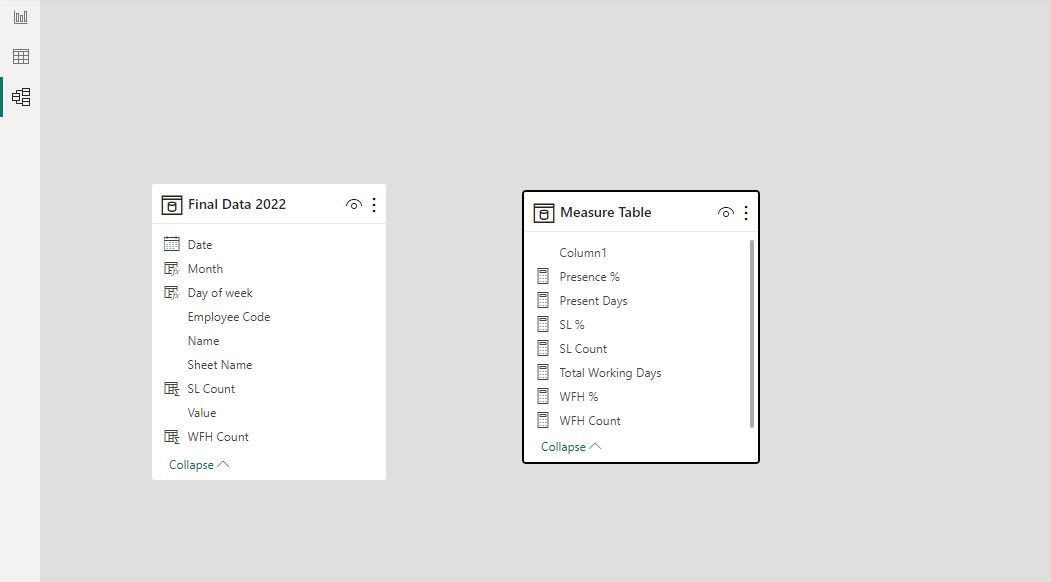 Final Data 2022
Date
Month
Day of week
Employee Code
Name
Sheet Name
SL Count
Value
WFH Count
Collapse
Measure Table
Column1
Presence %
Present Days
SL %
SL Count
Total Working Days
WFH %
WFH Count
Collapse